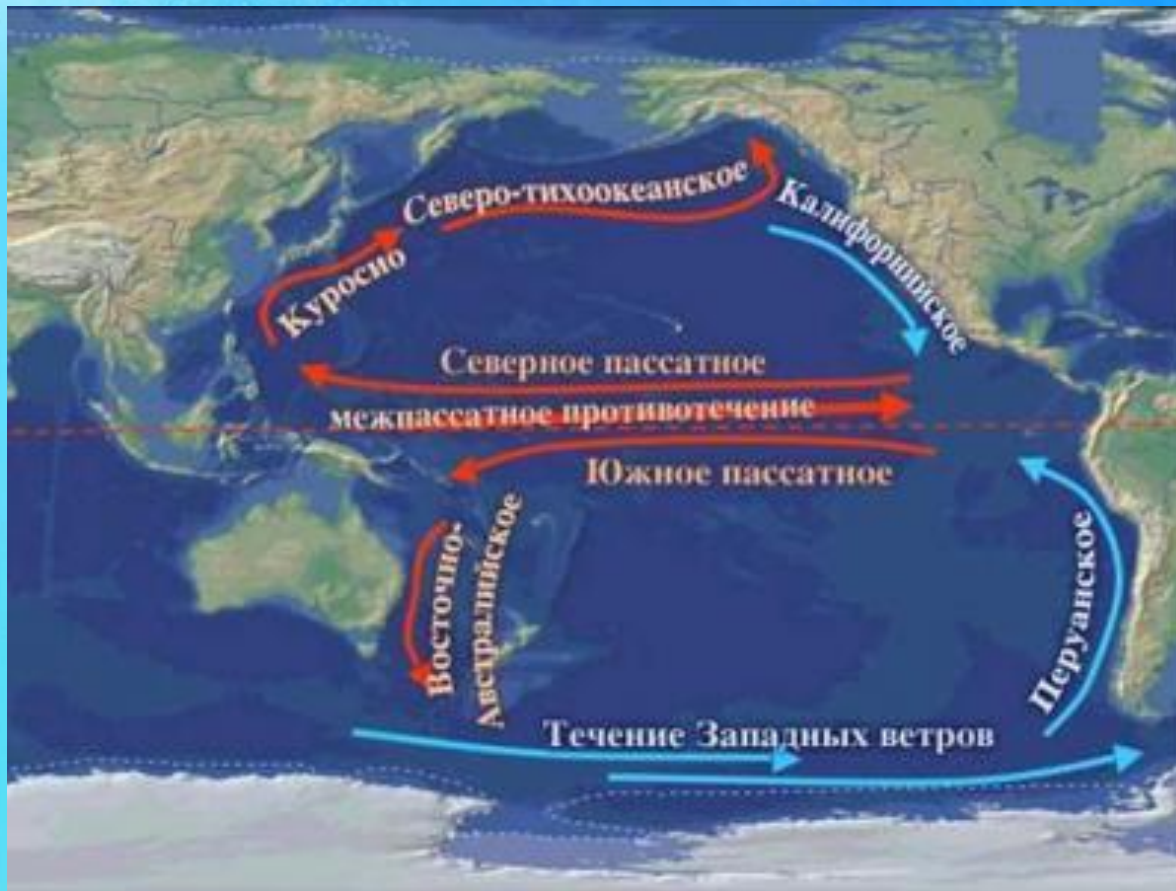 Северо-тихоокеанское
Калифорнийское
Куросио
Северное пассатное
межпассатное противотечение
Южное пассатное
Восточно-
Австралийское
Перуанское
Течение Западных ветров